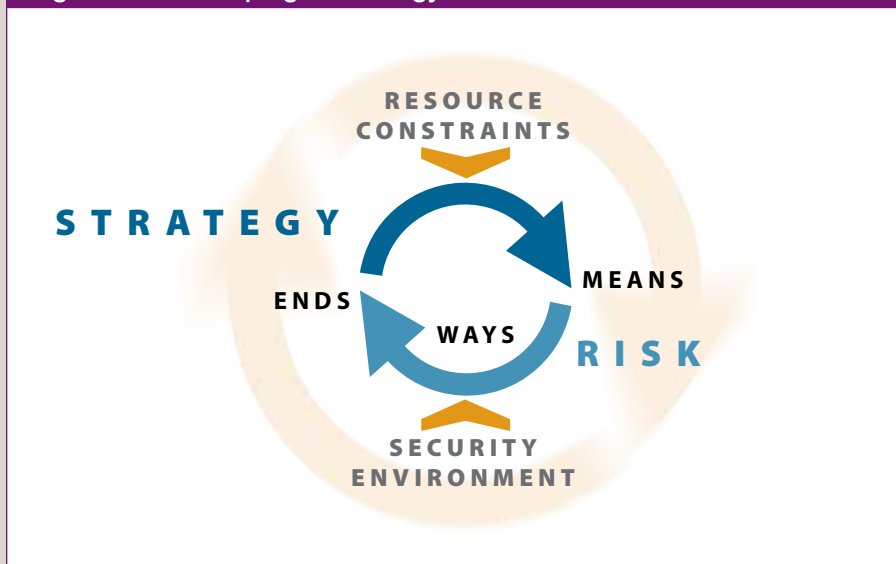 RESOURCE
CONSTRAINTS
STRATEGY
MEANS
ENDS
WAYS
RISK
SECURITY
ENVIRONMENT